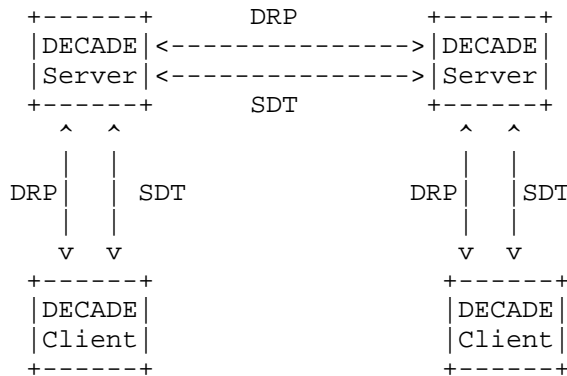 +------+ DRP +------+
|DECADE|<--------------->|DECADE|
|Server|<--------------->|Server|
+------+ SDT +------+
^ ^ ^ ^
| | | |
DRP| | SDT DRP| |SDT
| | | |
v v v v
+------+ +------+
|DECADE| |DECADE|
|Client| |Client|
+------+ +------+